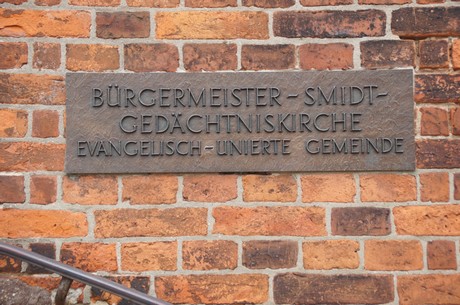 BÜRGERMEISTER-SMIDT-
GEDÄCHTNISKIRCHE
EVANGELISCH-UNIERTE GEMEINDE